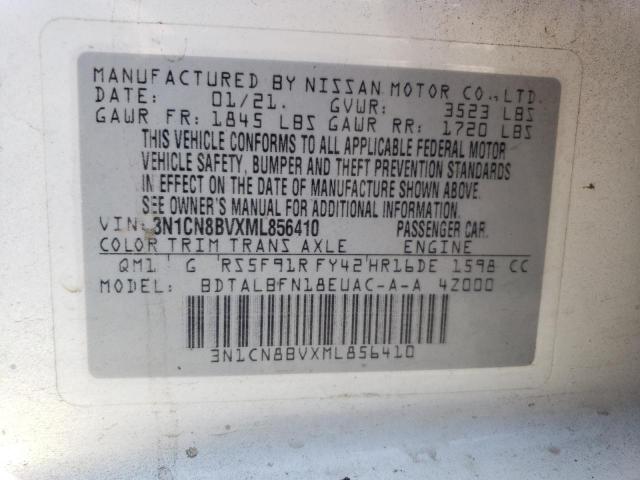 MANUFACTURED BY NISSAN MOTOR CO., LTD.
DATE: 01/21. GVWR: 3523 LBS
GAWR FR: 1845 LBS GAWR RR: 1720 LBS
THIS VEHICLE CONFORMS TO ALL APPLICABLE FEDERAL MOTOR
VEHICLE SAFETY, BUMPER AND THEFT PREVENTION STANDARDS
IN EFFECT ON THE DATE OF MANUFACTURE SHOWN ABOVE.
SEE OWNER'S MANUAL FOR ADDITIONAL INFORMATION
VIN: 3N1CN8BVXML856410 PASSENGER CAR.
COLOR TRIM TRANS AXLE ENGINE
QM1 G RS5F91R FY42 HR16DE 1598 CC
MODEL: BDTALBFN18EUAC-A-A 4Z000
3N1CN8BVXML856410